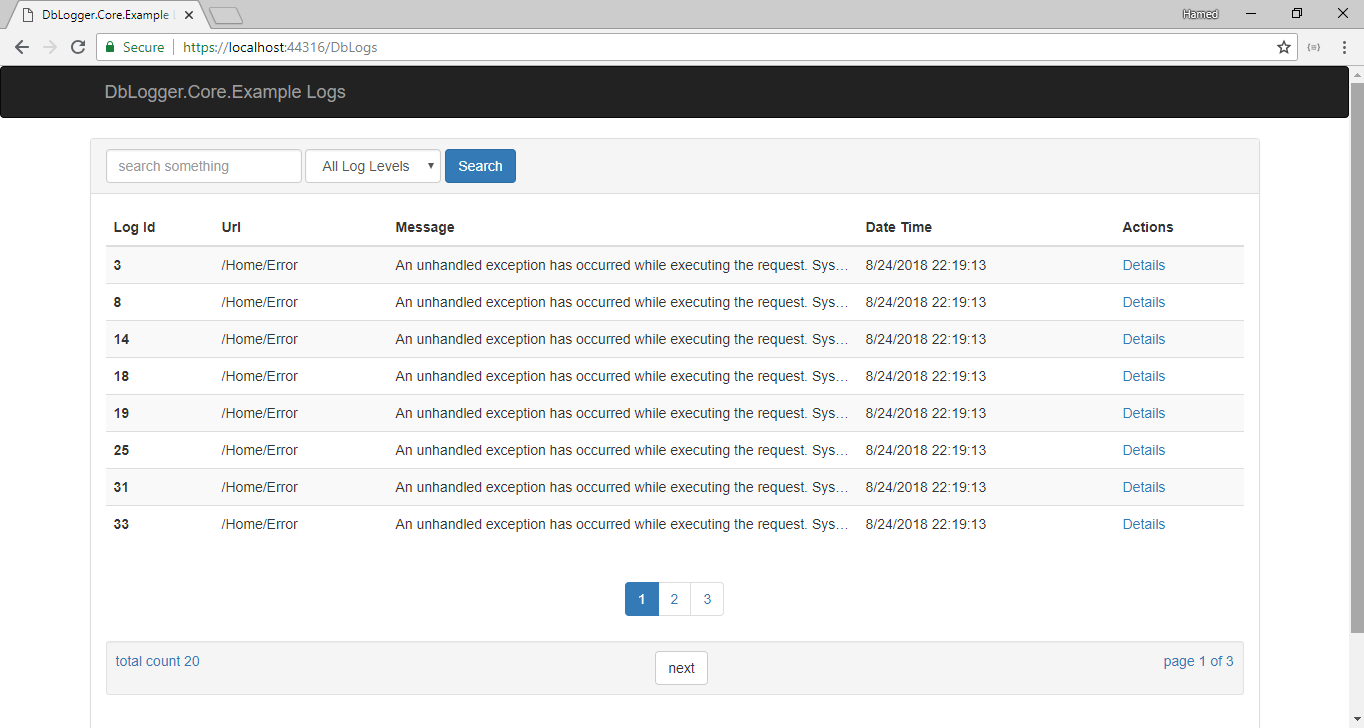 DbLogger.Core.Example
Hamed
Secure https://localhost:44316/DbLogs
DbLogger.Core.Example Logs
search something All Log Levels Search
Log Id Url Message Date Time Actions
3 /Home/Error An unhandled exception has occurred while executing the request. Sys… 8/24/2018 22:19:13 Details
8 /Home/Error An unhandled exception has occurred while executing the request. Sys… 8/24/2018 22:19:13 Details
14 /Home/Error An unhandled exception has occurred while executing the request. Sys… 8/24/2018 22:19:13 Details
18 /Home/Error An unhandled exception has occurred while executing the request. Sys… 8/24/2018 22:19:13 Details
19 /Home/Error An unhandled exception has occurred while executing the request. Sys… 8/24/2018 22:19:13 Details
25 /Home/Error An unhandled exception has occurred while executing the request. Sys… 8/24/2018 22:19:13 Details
31 /Home/Error An unhandled exception has occurred while executing the request. Sys… 8/24/2018 22:19:13 Details
33 /Home/Error An unhandled exception has occurred while executing the request. Sys… 8/24/2018 22:19:13 Details
1 2 3
total count 20 next page 1 of 3